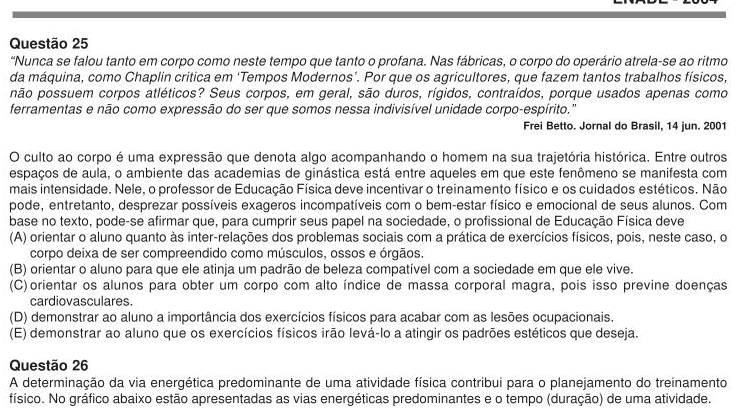 ENADE - 2004
Questão 25
“Nunca se falou tanto em corpo como neste tempo que tanto o profana. Nas fábricas, o corpo do operário atrela-se ao ritmo
da máquina, como Chaplin critica em ‘Tempos Modernos’. Por que os agricultores, que fazem tantos trabalhos físicos,
não possuem corpos atléticos? Seus corpos, em geral, são duros, rígidos, contraídos, porque usados apenas como
ferramentas e não como expressão do ser que somos nessa indivisível unidade corpo-espírito.”
Frei Betto. Jornal do Brasil, 14 jun. 2001
O culto ao corpo é uma expressão que denota algo acompanhando o homem na sua trajetória histórica. Entre outros
espaços de aula, o ambiente das academias de ginástica está entre aqueles em que este fenômeno se manifesta com
mais intensidade. Nele, o professor de Educação Física deve incentivar o treinamento físico e os cuidados estéticos. Não
pode, entretanto, desprezar possíveis exageros incompatíveis com o bem-estar físico e emocional de seus alunos. Com
base no texto, pode-se afirmar que, para cumprir seu papel na sociedade, o profissional de Educação Física deve
(A) orientar o aluno quanto às inter-relações dos problemas sociais com a prática de exercícios físicos, pois, neste caso, o
corpo deixa de ser compreendido como músculos, ossos e órgãos.
(B) orientar o aluno para que ele atinja um padrão de beleza compatível com a sociedade em que ele vive.
(C) orientar os alunos para obter um corpo com alto índice de massa corporal magra, pois isso previne doenças
cardiovasculares.
(D) demonstrar ao aluno a importância dos exercícios físicos para acabar com as lesões ocupacionais.
(E) demonstrar ao aluno que os exercícios físicos irão levá-lo a atingir os padrões estéticos que deseja.
Questão 26
A determinação da via energética predominante de uma atividade física contribui para o planejamento do treinamento
físico. No gráfico abaixo estão apresentadas as vias energéticas predominantes e o tempo (duração) de uma atividade.